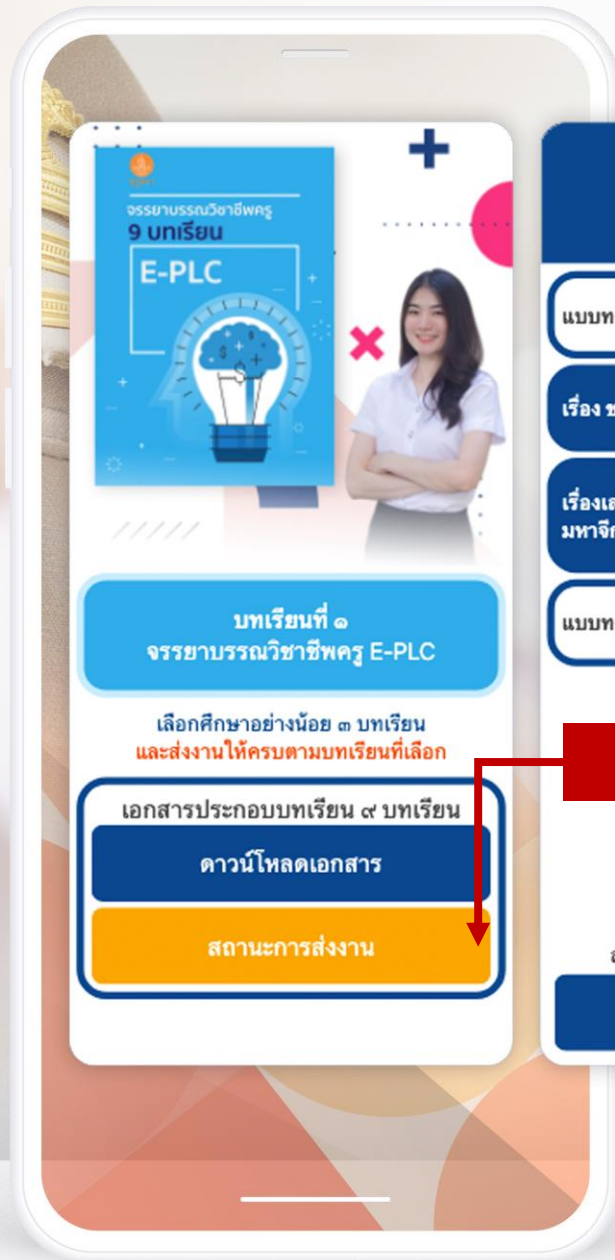 จรรยาบรรณวิชาชีพครู
9 บทเรียน
E-PLC
บทเรียนที่ ๑
จรรยาบรรณวิชาชีพครู E-PLC
เลือกศึกษาอย่างน้อย ๓ บทเรียน
และส่งงานให้ครบตามบทเรียนที่เลือก
เอกสารประกอบบทเรียน ๙ บทเรียน
ดาวน์โหลดเอกสาร
สถานะการส่งงาน
แบบท
เรื่อง
เรื่องเ
มหาจัก
แบบท